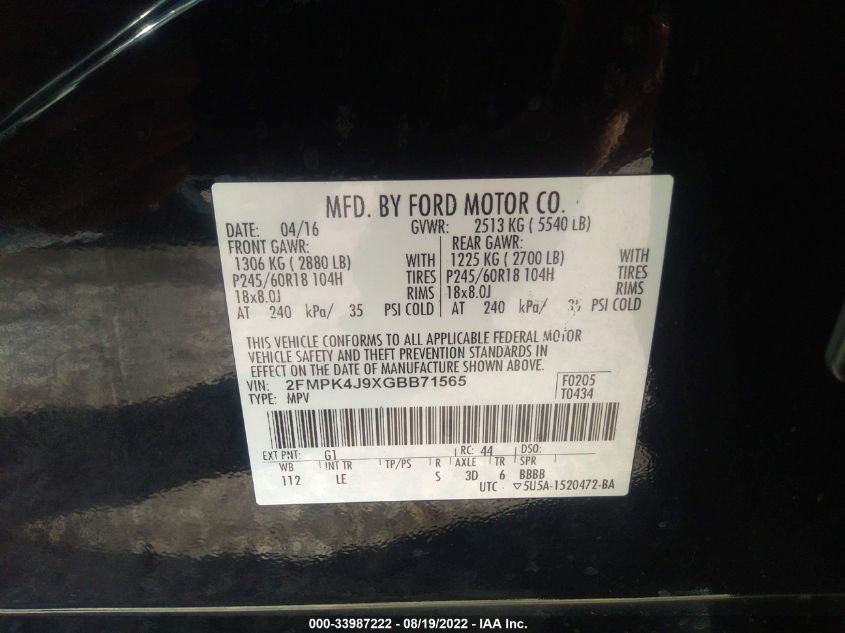 MFD. BY FORD MOTOR CO.
DATE: 04/16 GVWR: 2513 KG ( 5540 LB)
FRONT GAWR: REAR GAWR:
1306 KG ( 2880 LB) WITH 1225 KG ( 2700 LB) WITH
P245/60R18 104H TIRES P245/60R18 104H TIRES
18x8.0J RIMS 18x8.0J RIMS
AT 240 kPa/ 35 PSI COLD AT 240 kPa/ 35 PSI COLD
THIS VEHICLE CONFORMS TO ALL APPLICABLE FEDERAL MOTOR
VEHICLE SAFETY AND THEFT PREVENTION STANDARDS IN
EFFECT ON THE DATE OF MANUFACTURE SHOWN ABOVE.
VIN: 2FMPK4J9XGBB71565 F0205
TYPE: MPV T0434
EXT PNT: G1 RC: 44 DSO:
WB INT TR TP/PS R AXLE TR SPR
112 LE S 3D 6 BBBB
UTC ▽5U5A-1520472-BA
000-33987222 - 08/19/2022 - IAA Inc.